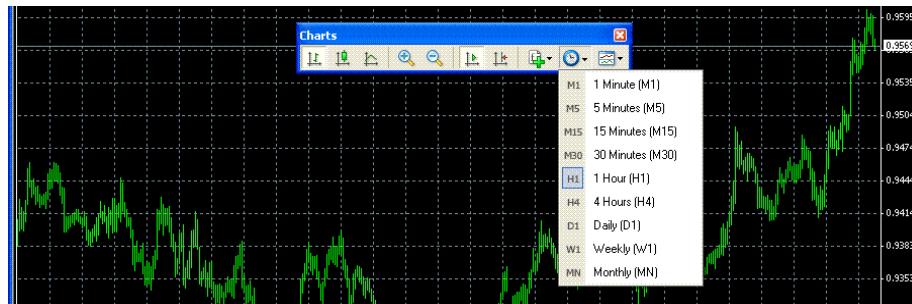 Charts
M1 1 Minute (M1)
M5 5 Minutes (M5)
M15 15 Minutes (M15)
M30 30 Minutes (M30)
H1 1 Hour (H1)
H4 4 Hours (H4)
D1 Daily (D1)
W1 Weekly (W1)
MN Monthly (MN)
0.9595
0.9569
0.9535
0.9504
0.9474
0.9444
0.9414
0.9383
0.9353